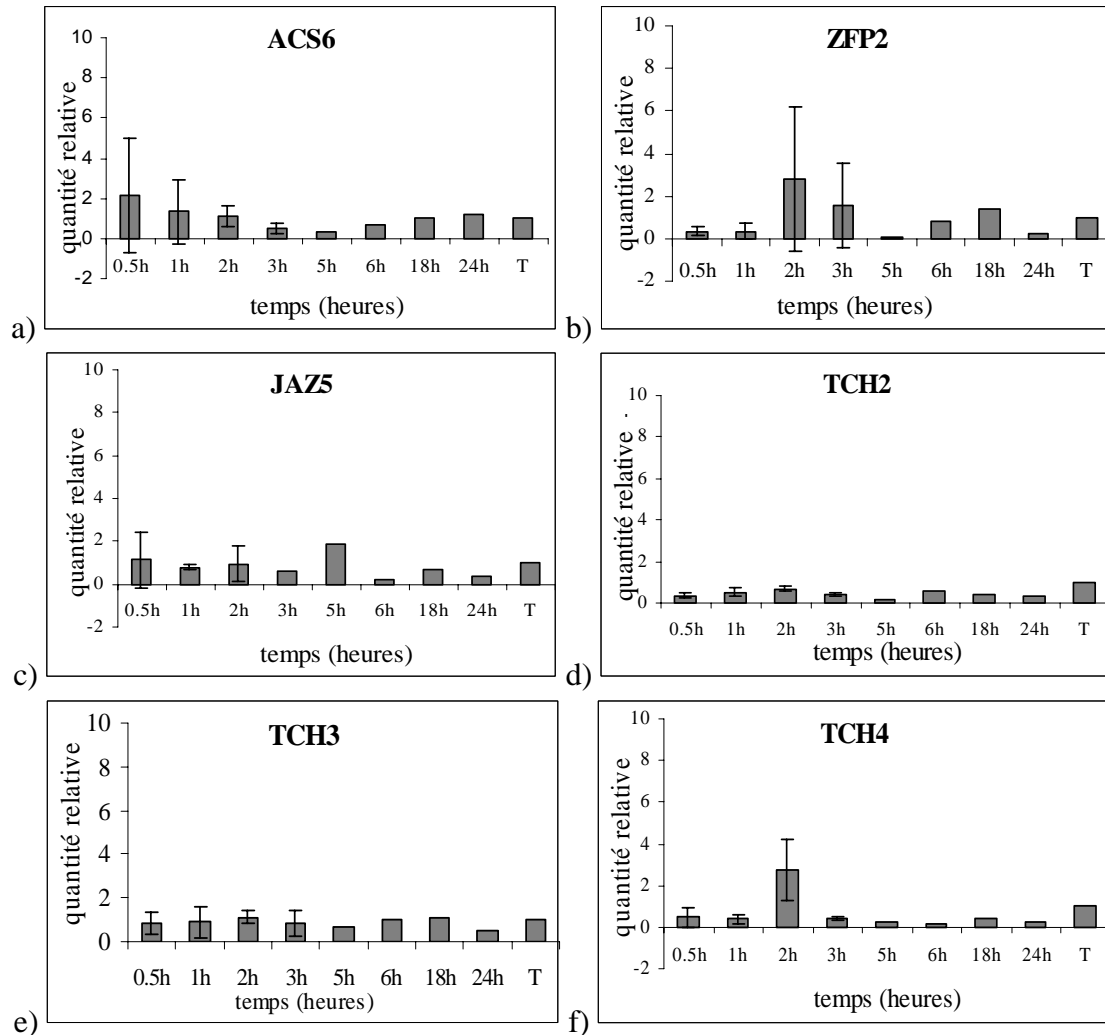 ACS6
quantité relative
10
8
6
4
2
0
-2
0.5h 1h 2h 3h 5h 6h 18h 24h T
temps (heures)
a)
ZFP2
quantité relative
10
8
6
4
2
0
-2
0.5h 1h 2h 3h 5h 6h 18h 24h T
temps (heures)
b)
JAZ5
quantité relative
10
8
6
4
2
0
-2
0.5h 1h 2h 3h 5h 6h 18h 24h T
temps (heures)
c)
TCH2
quantité relative
10
8
6
4
2
0
0.5h 1h 2h 3h 5h 6h 18h 24h T
temps (heures)
d)
TCH3
quantité relative
10
8
6
4
2
0
0.5h 1h 2h 3h 5h 6h 18h 24h T
temps (heures)
e)
TCH4
quantité relative
10
8
6
4
2
0
-2
0.5h 1h 2h 3h 5h 6h 18h 24h T
temps (heures)
f)